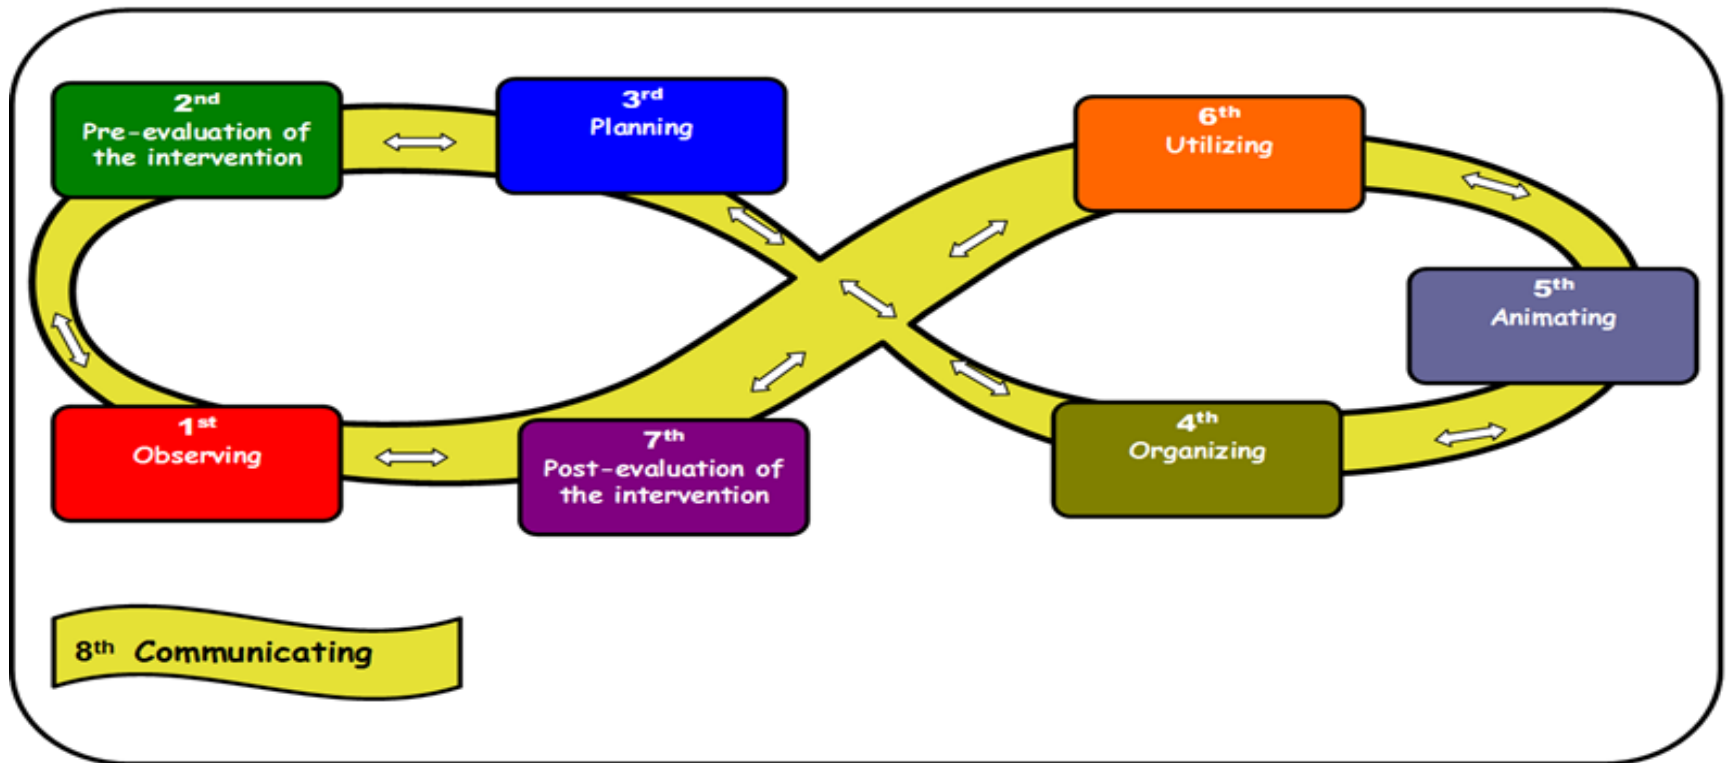 2nd
Pre-evaluation of
the intervention
3rd
Planning
6th
Utilizing
5th
Animating
1st
Observing
7th
Post-evaluation of
the intervention
4th
Organizing
8th Communicating